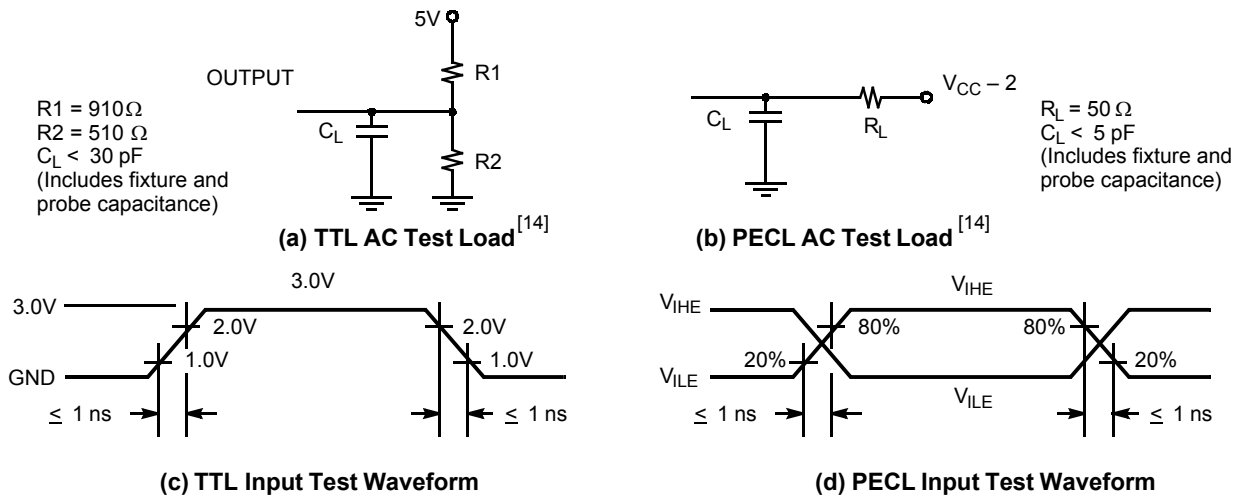 5V
R1
OUTPUT
R1 = 910Ω
R2 = 510 Ω
C_L < 30 pF
(Includes fixture and
probe capacitance)
C_L
R2
(a) TTL AC Test Load [14]
V_CC – 2
C_L
R_L
R_L = 50 Ω
C_L < 5 pF
(Includes fixture and
probe capacitance)
(b) PECL AC Test Load [14]
3.0V
3.0V
2.0V
2.0V
1.0V
1.0V
GND
≤ 1 ns
≤ 1 ns
(c) TTL Input Test Waveform
V_IHE
V_IHE
80%
80%
20%
20%
V_ILE
V_ILE
≤ 1 ns
≤ 1 ns
(d) PECL Input Test Waveform